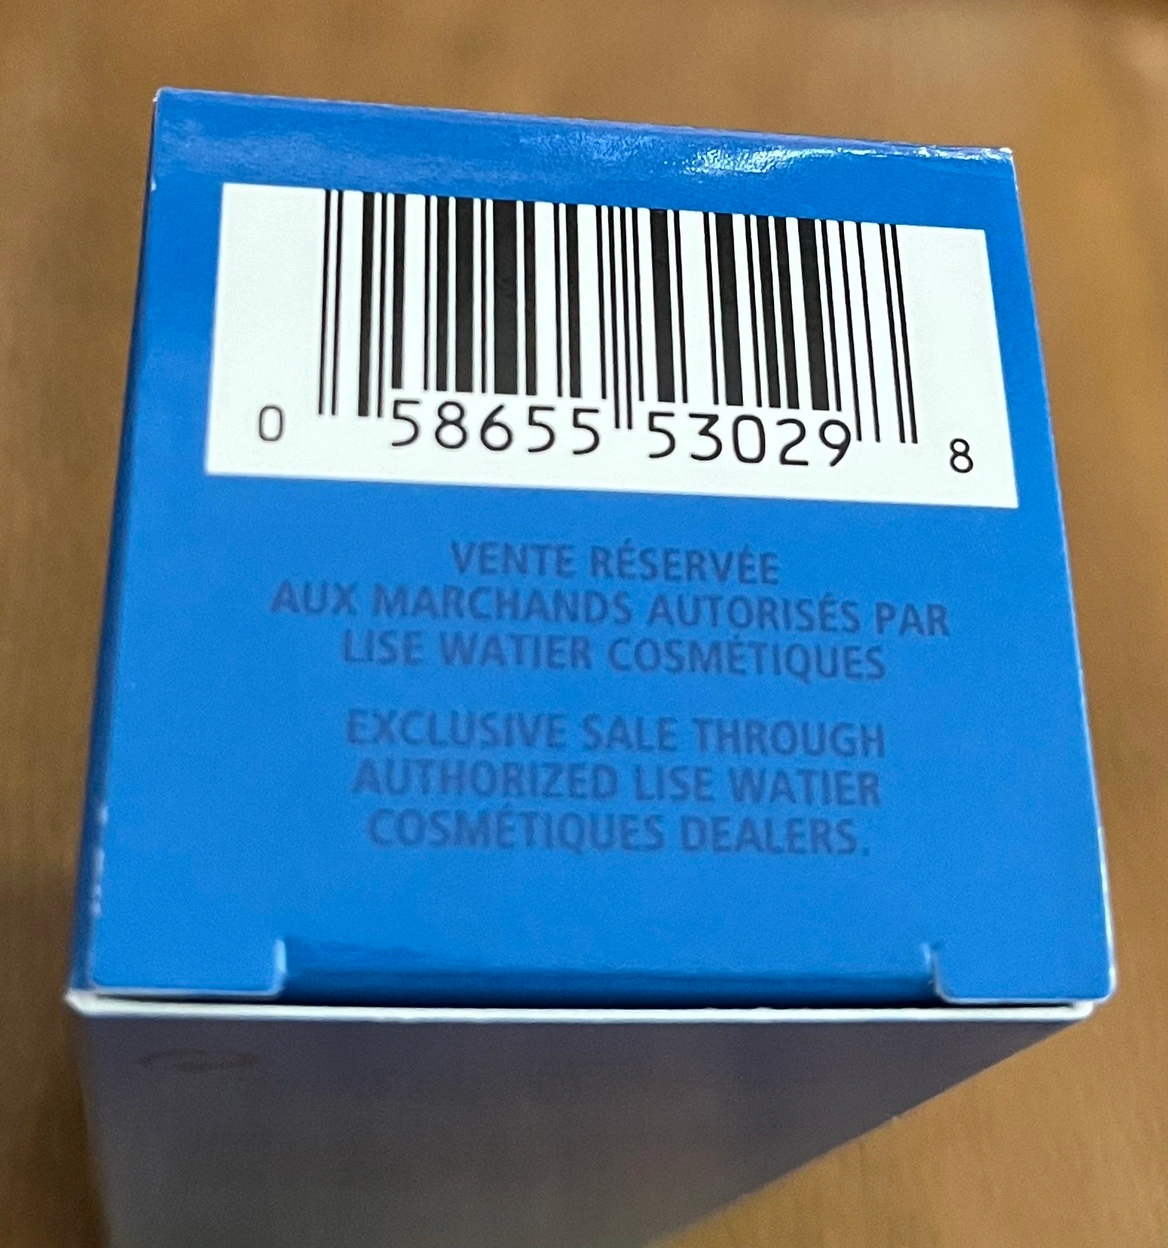 0 58655 53029 8
VENTE RÉSERVÉE
AUX MARCHANDS AUTORISÉS PAR
LISE WATIER COSMÉTIQUES
EXCLUSIVE SALE THROUGH
AUTHORIZED LISE WATIER
COSMÉTIQUES DEALERS.